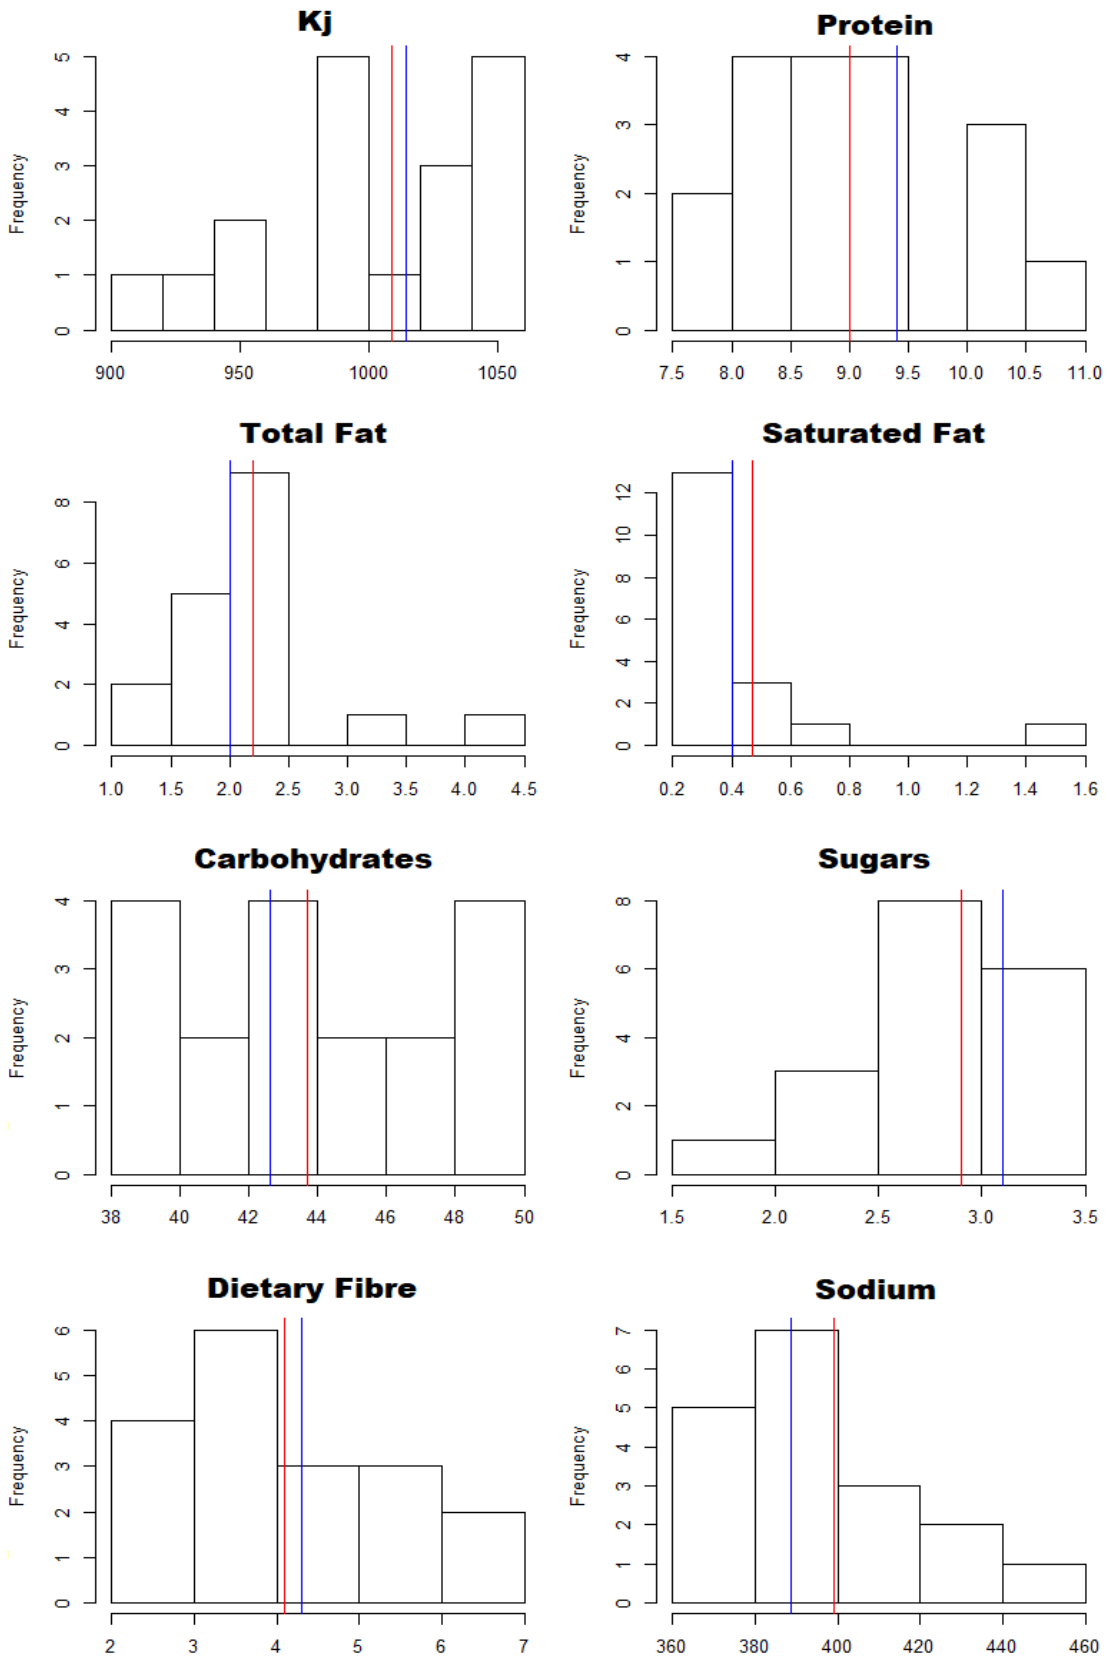 Kj
Frequency
0 1 2 3 4 5
900 950 1000 1050
Protein
Frequency
0 1 2 3 4
7.5 8.0 8.5 9.0 9.5 10.0 10.5 11.0
Total Fat
Frequency
0 2 4 6 8
1.0 1.5 2.0 2.5 3.0 3.5 4.0 4.5
Saturated Fat
Frequency
0 2 4 6 8 10 12
0.2 0.4 0.6 0.8 1.0 1.2 1.4 1.6
Carbohydrates
Frequency
0 1 2 3 4
38 40 42 44 46 48 50
Sugars
Frequency
0 2 4 6 8
1.5 2.0 2.5 3.0 3.5
Dietary Fibre
Frequency
0 1 2 3 4 5 6
2 3 4 5 6 7
Sodium
Frequency
0 1 2 3 4 5 6 7
360 380 400 420 440 460